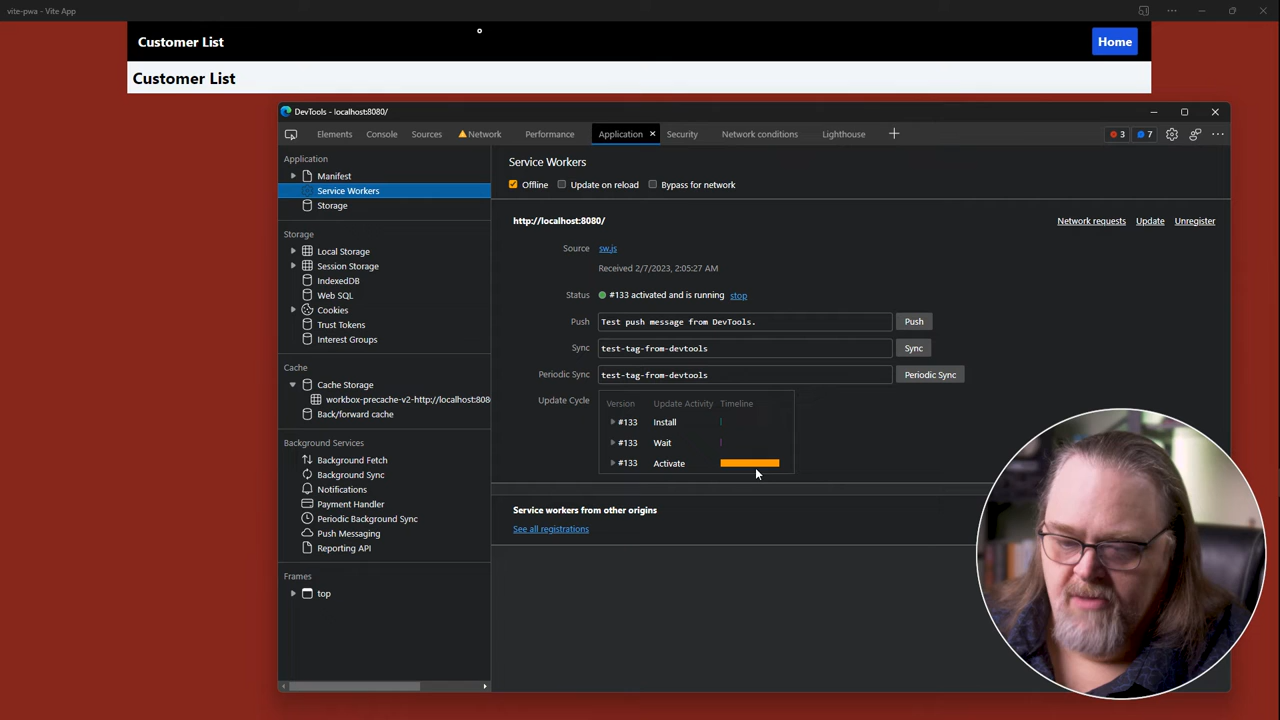 vite-pwa - Vite App
Customer List
Home
Customer List
DevTools - localhost:8080/
Elements Console Sources Network Performance Application Security Network conditions Lighthouse
3 7
Application
Manifest
Service Workers
Storage
Storage
Local Storage
Session Storage
IndexedDB
Web SQL
Cookies
Trust Tokens
Interest Groups
Cache
Cache Storage
workbox-precache-v2-http://localhost:808
Back/forward cache
Background Services
Background Fetch
Background Sync
Notifications
Payment Handler
Periodic Background Sync
Push Messaging
Reporting API
Frames
top
Service Workers
Offline Update on reload Bypass for network
http://localhost:8080/
Network requests Update Unregister
Source sw.js
Received 2/7/2023, 2:05:27 AM
Status #133 activated and is running stop
Push Test push message from DevTools. Push
Sync test-tag-from-devtools Sync
Periodic Sync test-tag-from-devtools Periodic Sync
Update Cycle Version Update Activity Timeline
#133 Install
#133 Wait
#133 Activate
Service workers from other origins
See all registrations